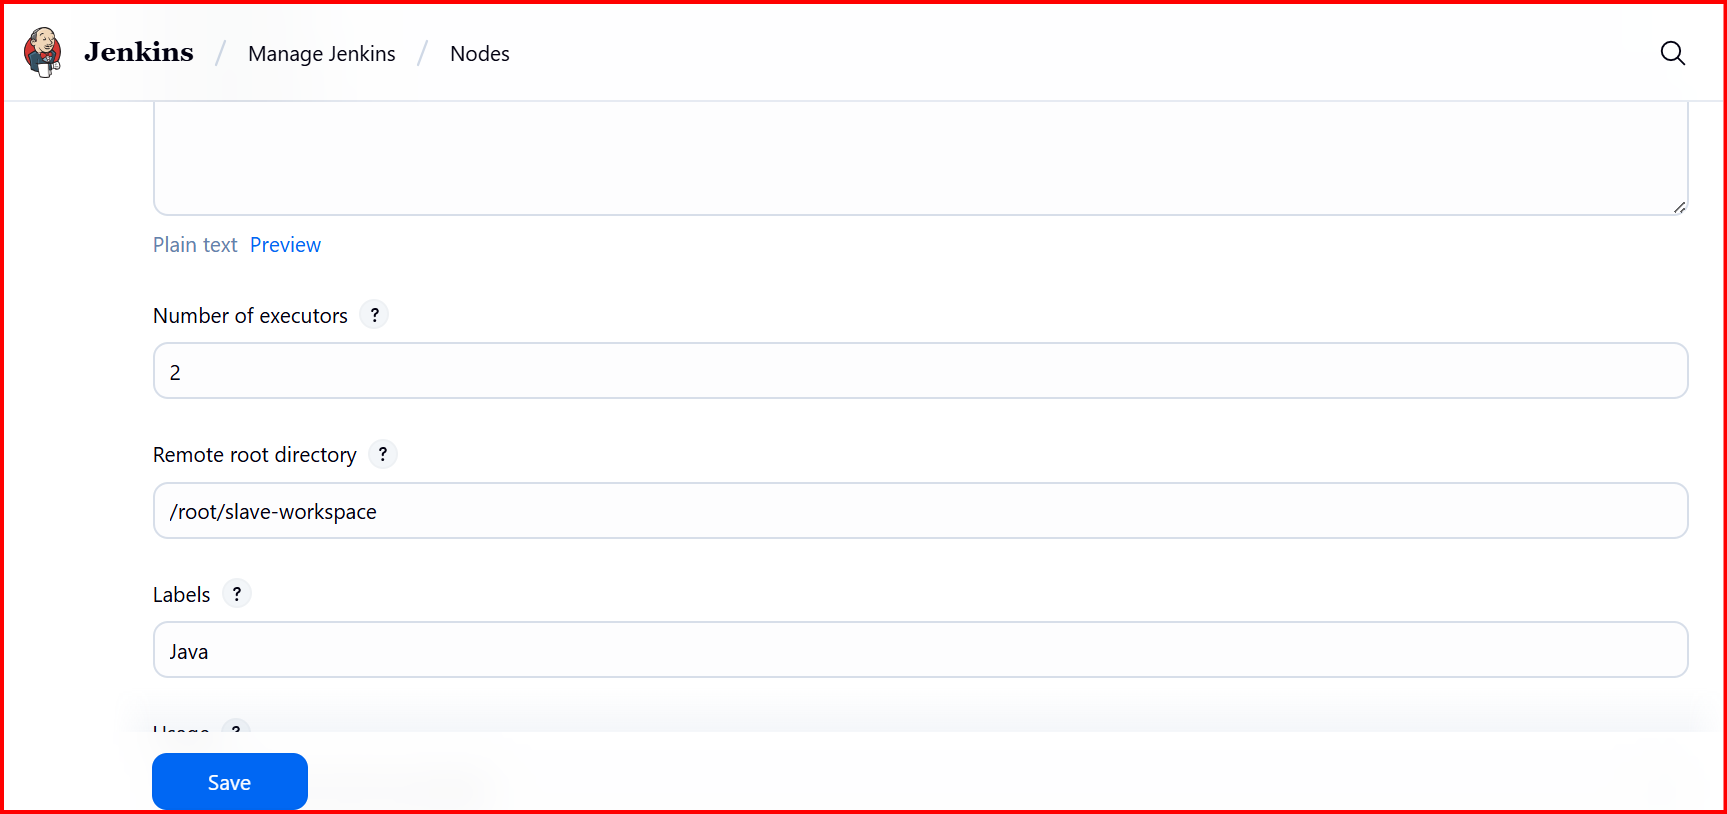 Jenkins / Manage Jenkins / Nodes
Plain text Preview
Number of executors ?
2
Remote root directory ?
/root/slave-workspace
Labels ?
Java
Usage ?
Save